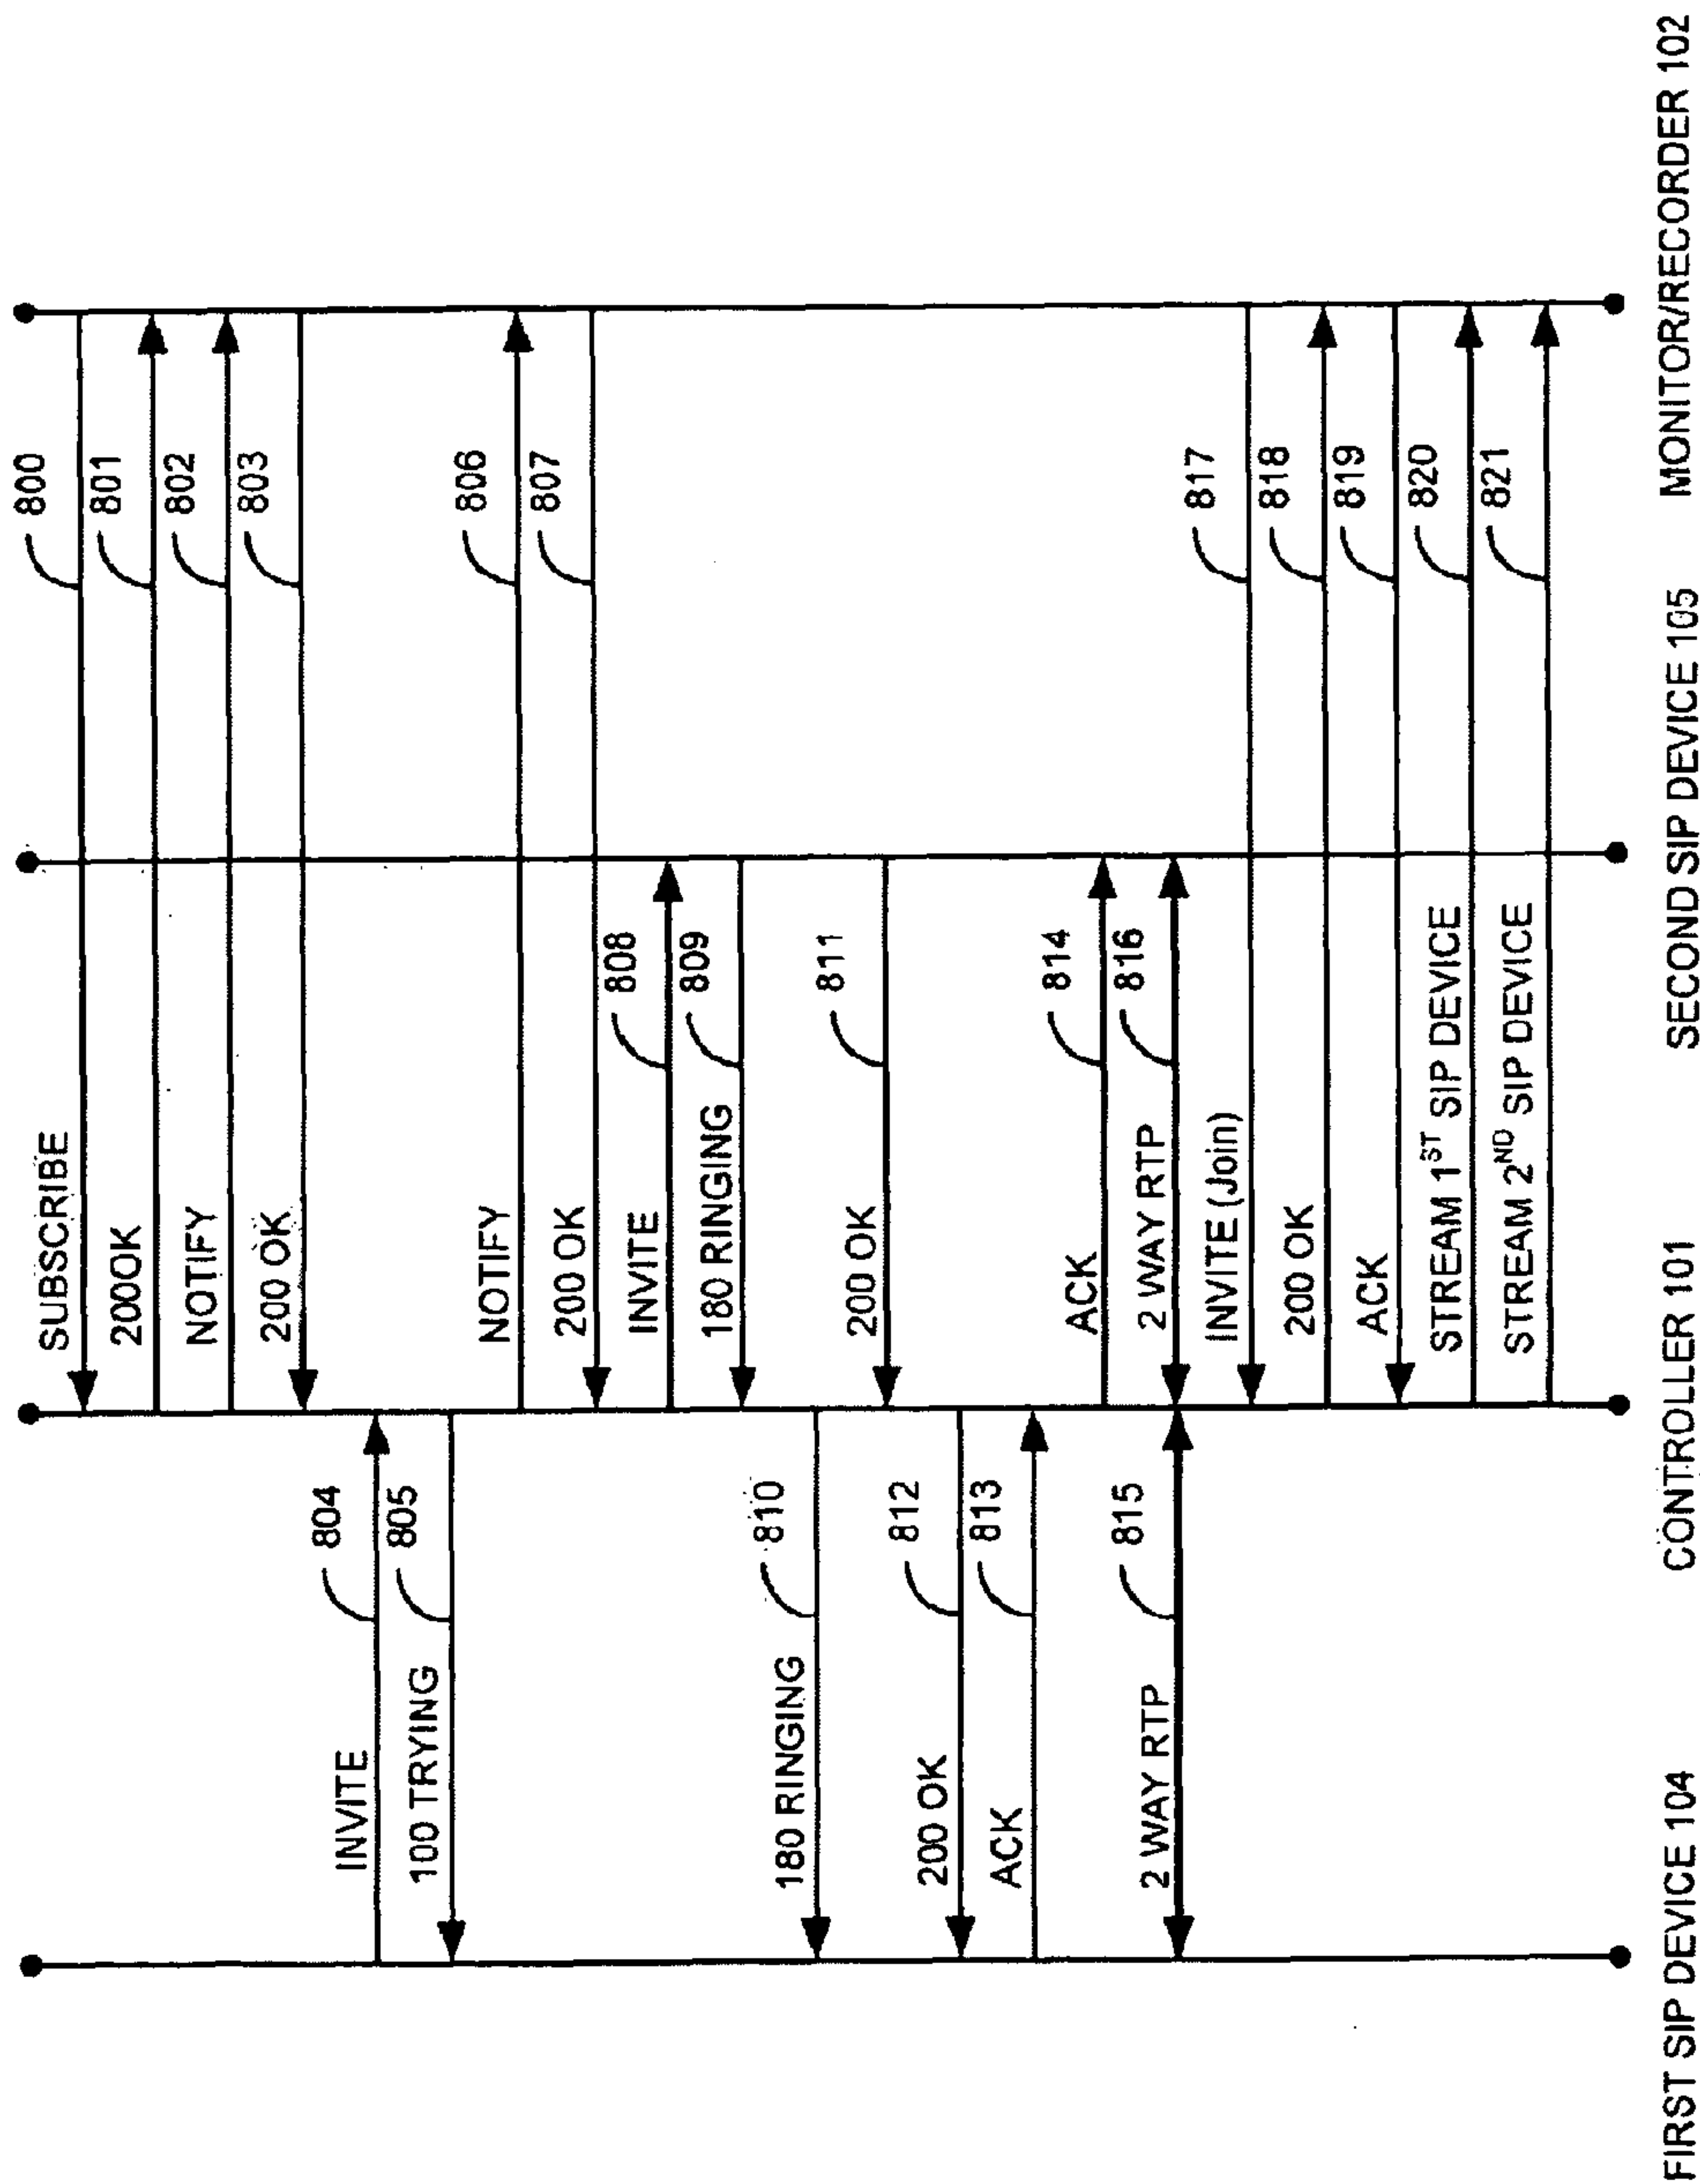 SUBSCRIBE 800
200OK 801
NOTIFY 802
200 OK 803
INVITE 804
100 TRYING 805
NOTIFY 806
200 OK 807
INVITE 808
180 RINGING 809
180 RINGING 810
200 OK 811
200 OK 812
ACK 813
ACK 814
2 WAY RTP 815
2 WAY RTP 816
INVITE (Join) 817
200 OK 818
ACK 819
STREAM 1ST SIP DEVICE 820
STREAM 2ND SIP DEVICE 821
FIRST SIP DEVICE 104
CONTROLLER 101
SECOND SIP DEVICE 105
MONITOR/RECORDER 102